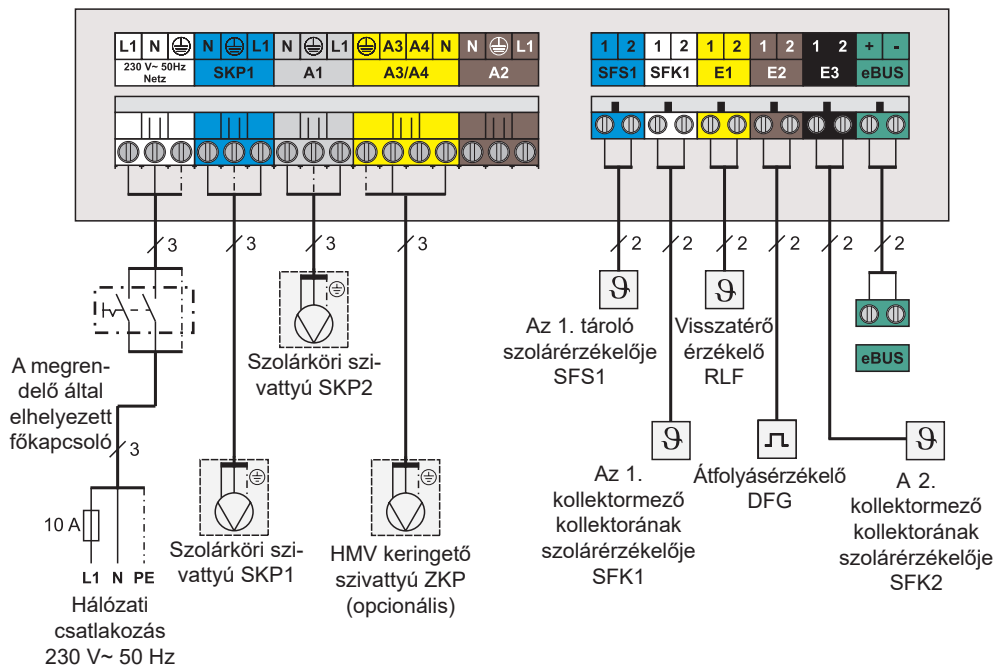 L1 N N L1 N L1 A3 A4 N N L1
230 V~ 50Hz
Netz
SKP1 A1 A3/A4 A2
1 2 1 2 1 2 1 2 1 2 + -
SFS1 SFK1 E1 E2 E3 eBUS
3 3 3 3 2 2 2 2 2 2
Az 1. tároló
szolárérzékelője
SFS1
Visszatérő
érzékelő
RLF
eBUS
Szolárköri szi-
vattyú SKP2
A megren-
delő által
elhelyezett
főkapcsoló
3
10 A
L1 N PE
Hálózati
csatlakozás
230 V~ 50 Hz
Szolárköri szi-
vattyú SKP1
HMV keringető
szivattyú ZKP
(opcionális)
Az 1.
kollektormező
kollektorának
szolárérzékelője
SFK1
Átfolyásérzékelő
DFG
A 2.
kollektormező
kollektorának
szolárérzékelője
SFK2
ϑ
ϑ
ϑ
ϑ